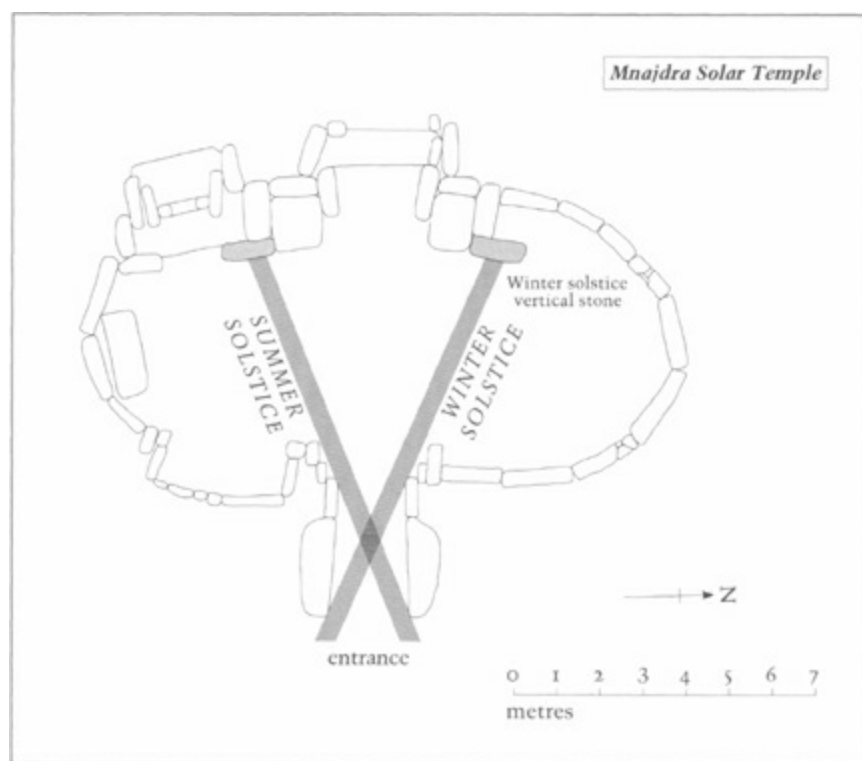 Mnajdra Solar Temple
Winter solstice
vertical stone
SUMMER
SOLSTICE
WINTER
SOLSTICE
entrance
N
0 1 2 3 4 5 6 7
metres